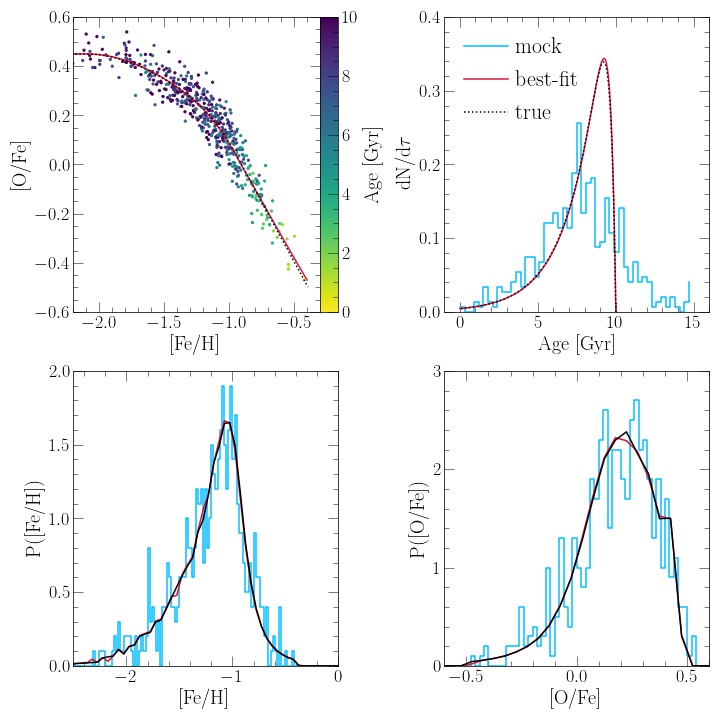 0.6
0.4
0.2
0.0
−0.2
−0.4
−0.6
[O/Fe]
−2.0 −1.5 −1.0 −0.5
[Fe/H]
10
8
6
4
2
0
Age [Gyr]
0.4
0.3
0.2
0.1
0.0
dN/dτ
mock
best-fit
true
0 5 10 15
Age [Gyr]
2.0
1.5
1.0
0.5
0.0
P([Fe/H])
−2 −1 0
[Fe/H]
3
2
1
0
P([O/Fe])
−0.5 0.0 0.5
[O/Fe]